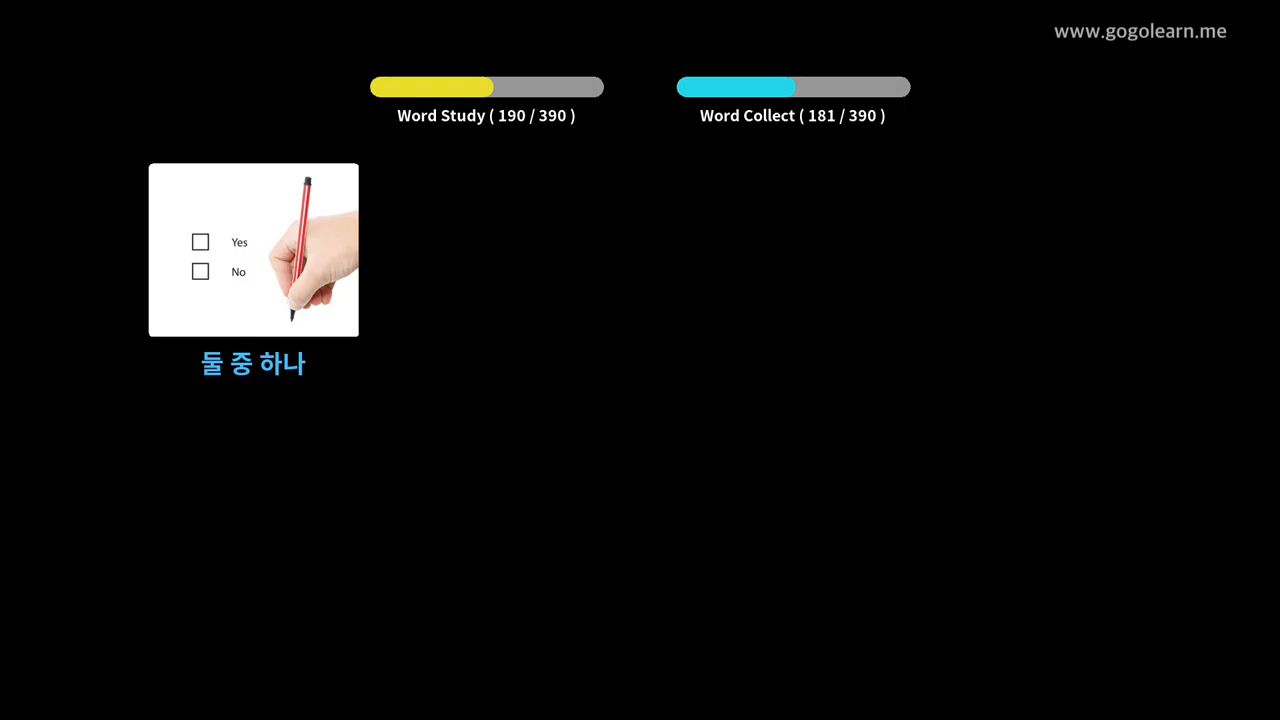 www.gogolearn.me
Word Study ( 190 / 390 )
Word Collect ( 181 / 390 )
Yes
No
둘 중 하나